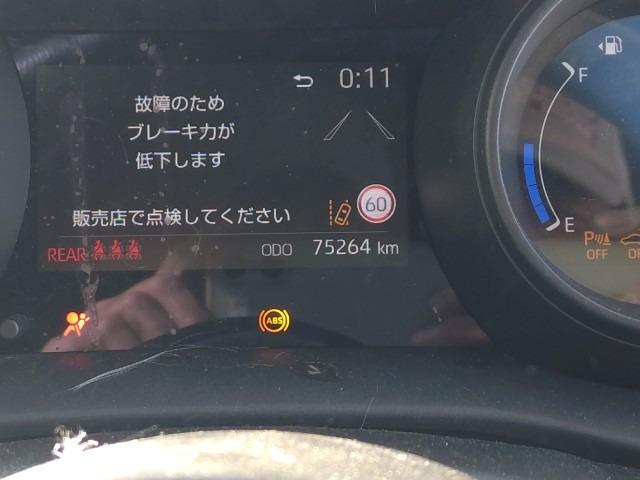 0:11
故障のため
ブレーキ力が
低下します
販売店で点検してください
60
REAR
ODO 75264 km
ABS
F
E
P
OFF